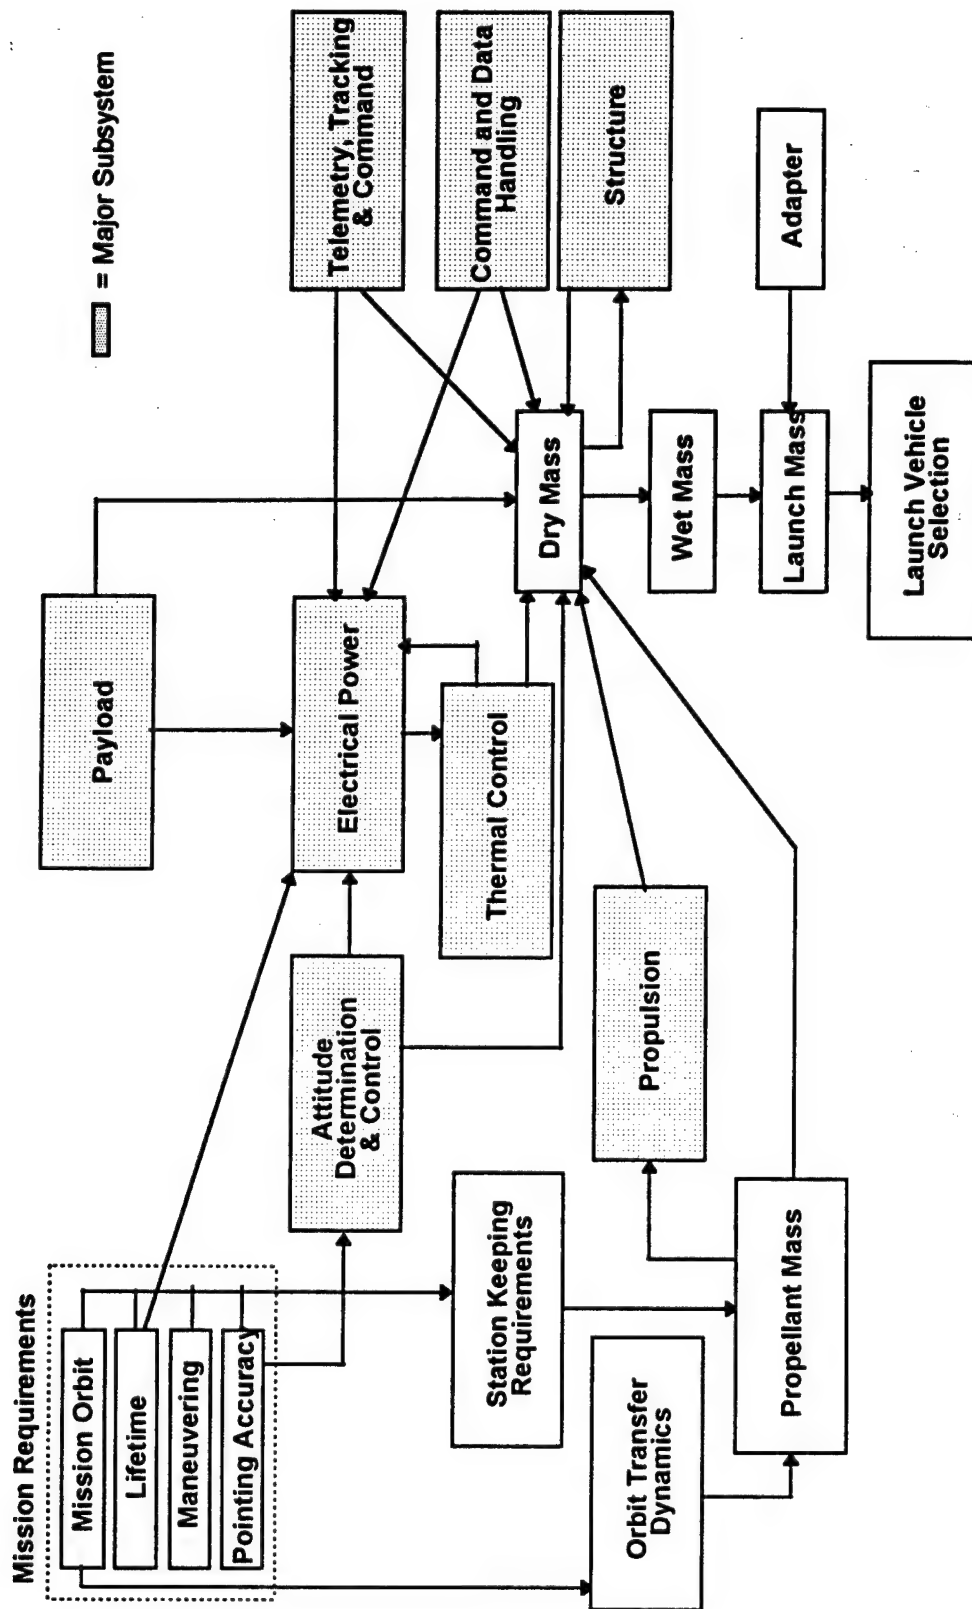 Mission Requirements
Mission Orbit
Lifetime
Maneuvering
Pointing Accuracy
Payload
= Major Subsystem
Attitude
Determination
& Control
Electrical Power
Telemetry, Tracking
& Command
Thermal Control
Command and Data
Handling
Station Keeping
Requirements
Dry Mass
Structure
Orbit Transfer
Dynamics
Propulsion
Wet Mass
Propellant Mass
Launch Mass
Adapter
Launch Vehicle
Selection